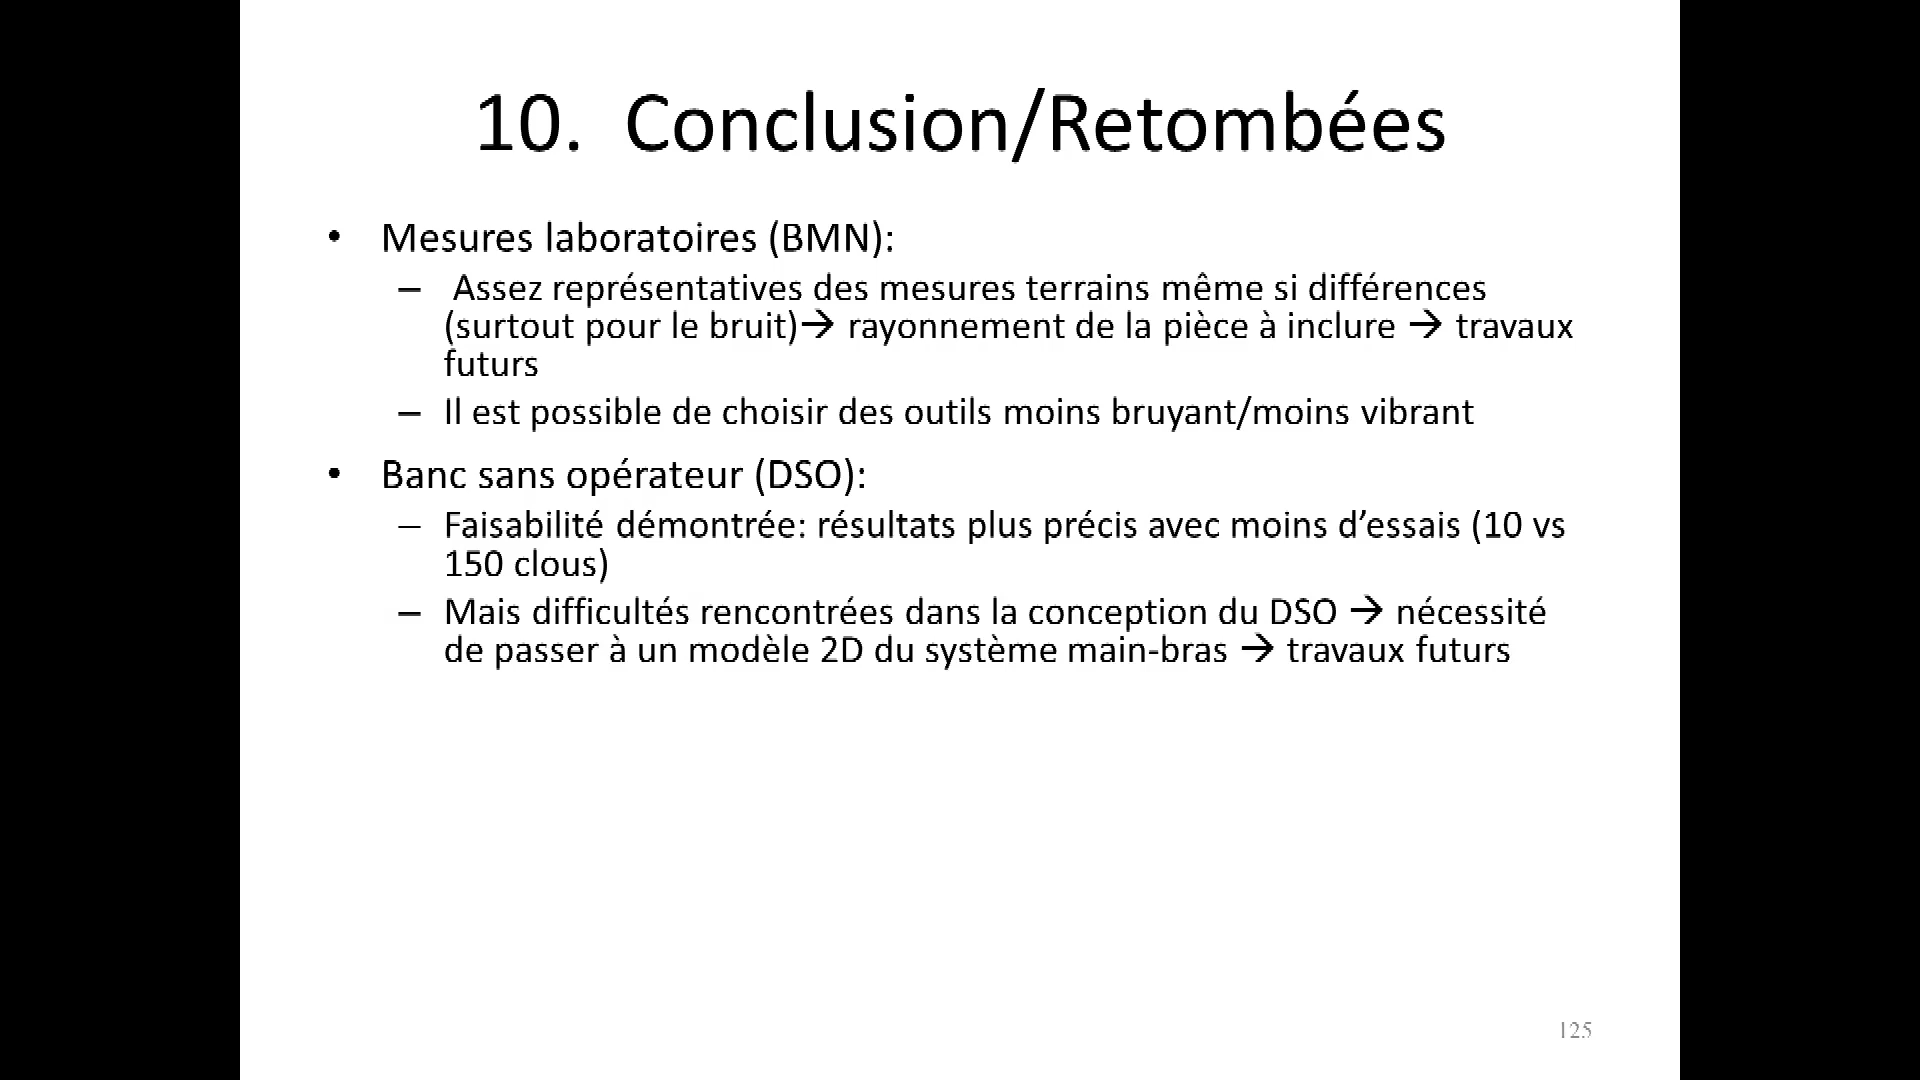 10. Conclusion/Retombées
• Mesures laboratoires (BMN):
– Assez représentatives des mesures terrains même si différences
(surtout pour le bruit)→ rayonnement de la pièce à inclure → travaux
futurs
– Il est possible de choisir des outils moins bruyant/moins vibrant
• Banc sans opérateur (DSO):
– Faisabilité démontrée: résultats plus précis avec moins d’essais (10 vs
150 clous)
– Mais difficultés rencontrées dans la conception du DSO → nécessité
de passer à un modèle 2D du système main-bras → travaux futurs
125